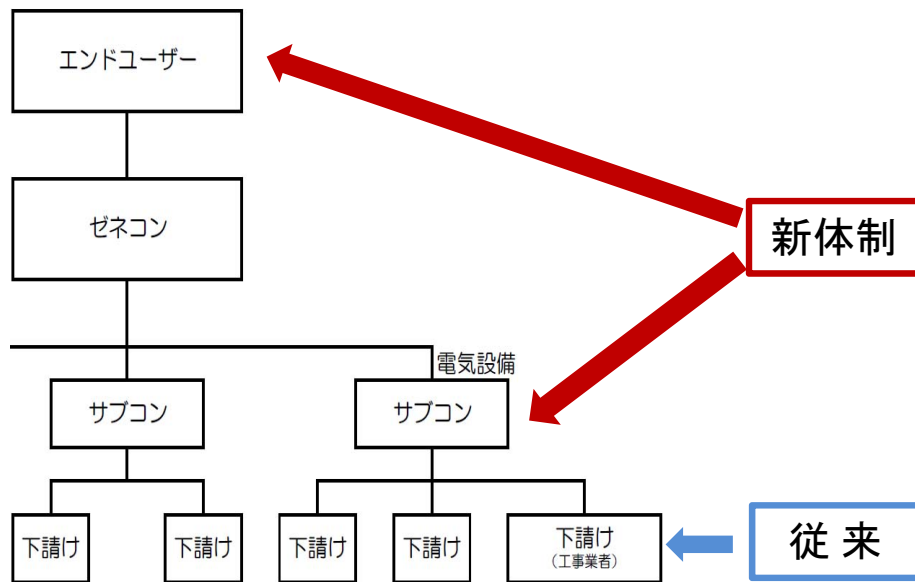 エンドユーザー
ゼネコン
新体制
電気設備
サブコン
サブコン
下請け
下請け
下請け
下請け
下請け
(工事業者)
従 来